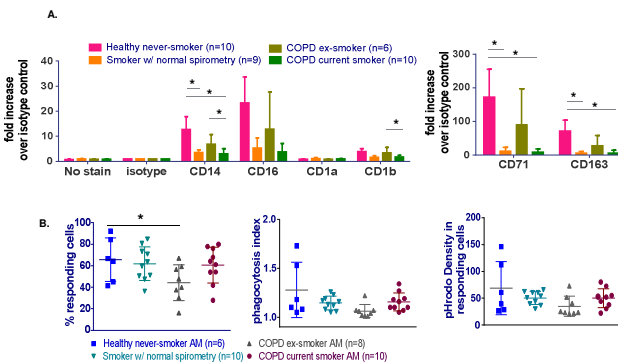 A.
Healthy never-smoker (n=10)
COPD ex-smoker (n=6)
Smoker w/ normal spirometry (n=9)
COPD current smoker (n=10)
fold increase
over isotype control
40
30
20
10
0
No stain
isotype
CD14
CD16
CD1a
CD1b
*
*
*
*
fold increase
over isotype control
300
200
100
0
CD71
CD163
*
*
*
*
B.
% responding cells
100
80
60
40
20
0
*
phagocytosis index
2.0
1.5
1.0
pHrodo Density in
responding cells
200
150
100
50
0
Healthy never-smoker AM (n=6)
COPD ex-smoker AM (n=8)
Smoker w/ normal spirometry (n=10)
COPD current smoker AM (n=10)